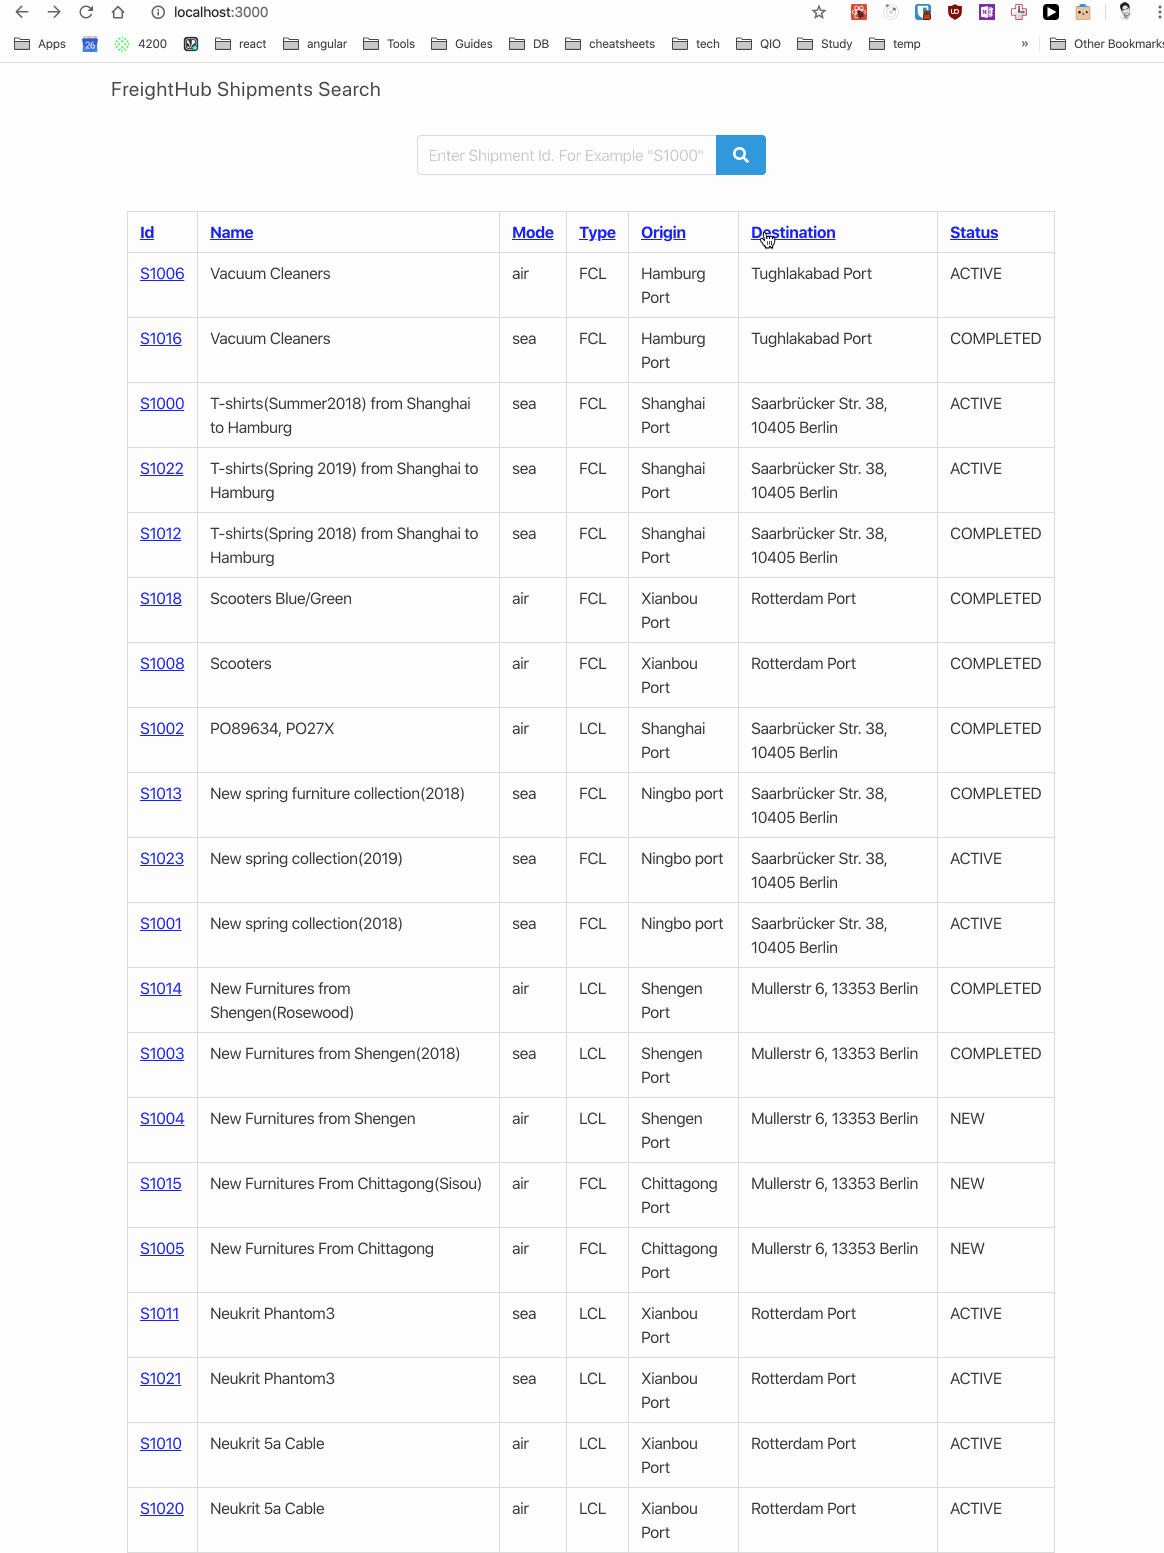 localhost:3000
Apps 26 4200 react angular Tools Guides DB cheatsheets tech QIO Study temp » Other Bookmarks
FreightHub Shipments Search
Enter Shipment Id. For Example "S1000"
Id Name Mode Type Origin Destination Status
S1006 Vacuum Cleaners air FCL Hamburg Tughlakabad Port ACTIVE
Port
S1016 Vacuum Cleaners sea FCL Hamburg Tughlakabad Port COMPLETED
Port
S1000 T-shirts(Summer2018) from Shanghai sea FCL Shanghai Saarbrücker Str. 38, ACTIVE
to Hamburg Port 10405 Berlin
S1022 T-shirts(Spring 2019) from Shanghai to sea FCL Shanghai Saarbrücker Str. 38, ACTIVE
Hamburg Port 10405 Berlin
S1012 T-shirts(Spring 2018) from Shanghai to sea FCL Shanghai Saarbrücker Str. 38, COMPLETED
Hamburg Port 10405 Berlin
S1018 Scooters Blue/Green air FCL Xianbou Rotterdam Port COMPLETED
Port
S1008 Scooters air FCL Xianbou Rotterdam Port COMPLETED
Port
S1002 PO89634, PO27X air LCL Shanghai Saarbrücker Str. 38, COMPLETED
Port 10405 Berlin
S1013 New spring furniture collection(2018) sea FCL Ningbo port Saarbrücker Str. 38, COMPLETED
10405 Berlin
S1023 New spring collection(2019) sea FCL Ningbo port Saarbrücker Str. 38, ACTIVE
10405 Berlin
S1001 New spring collection(2018) sea FCL Ningbo port Saarbrücker Str. 38, ACTIVE
10405 Berlin
S1014 New Furnitures from air LCL Shengen Mullerstr 6, 13353 Berlin COMPLETED
Shengen(Rosewood) Port
S1003 New Furnitures from Shengen(2018) sea LCL Shengen Mullerstr 6, 13353 Berlin COMPLETED
Port
S1004 New Furnitures from Shengen air LCL Shengen Mullerstr 6, 13353 Berlin NEW
Port
S1015 New Furnitures From Chittagong(Sisou) air FCL Chittagong Mullerstr 6, 13353 Berlin NEW
Port
S1005 New Furnitures From Chittagong air FCL Chittagong Mullerstr 6, 13353 Berlin NEW
Port
S1011 Neukrit Phantom3 sea LCL Xianbou Rotterdam Port ACTIVE
Port
S1021 Neukrit Phantom3 sea LCL Xianbou Rotterdam Port ACTIVE
Port
S1010 Neukrit 5a Cable air LCL Xianbou Rotterdam Port ACTIVE
Port
S1020 Neukrit 5a Cable air LCL Xianbou Rotterdam Port ACTIVE
Port